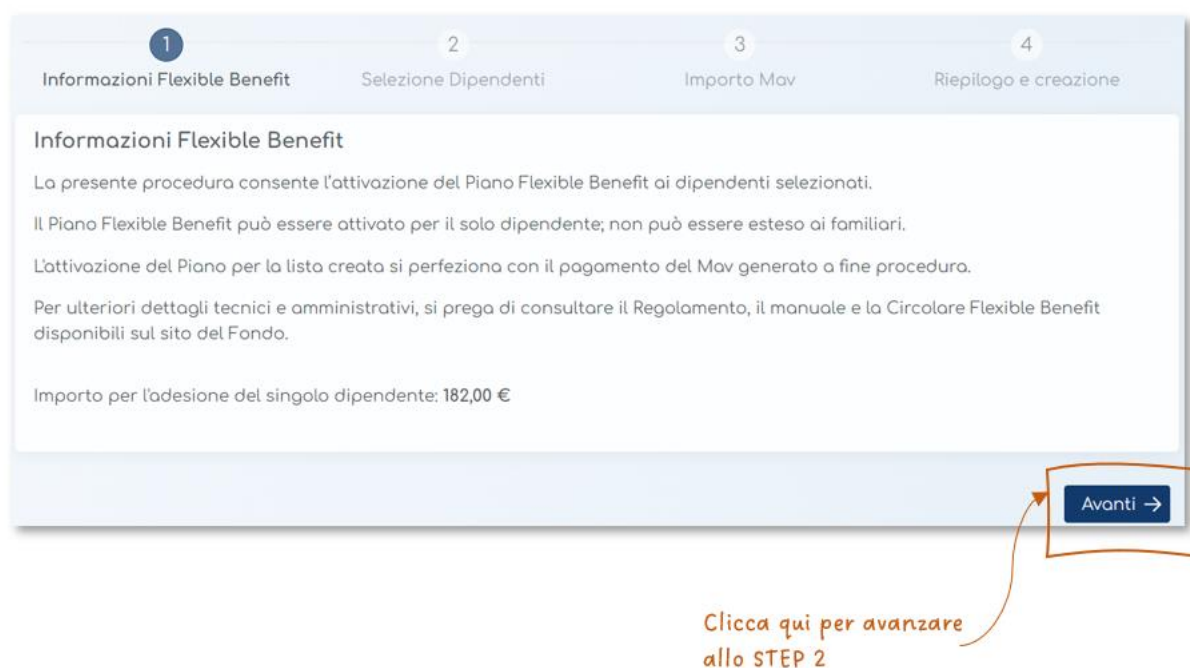 1
Informazioni Flexible Benefit
2
Selezione Dipendenti
3
Importo Mav
4
Riepilogo e creazione
Informazioni Flexible Benefit
La presente procedura consente l'attivazione del Piano Flexible Benefit ai dipendenti selezionati.
Il Piano Flexible Benefit può essere attivato per il solo dipendente; non può essere esteso ai familiari.
L'attivazione del Piano per la lista creata si perfeziona con il pagamento del Mav generato a fine procedura.
Per ulteriori dettagli tecnici e amministrativi, si prega di consultare il Regolamento, il manuale e la Circolare Flexible Benefit
disponibili sul sito del Fondo.
Importo per l'adesione del singolo dipendente: 182,00 €
Avanti →
Clicca qui per avanzare
allo STEP 2